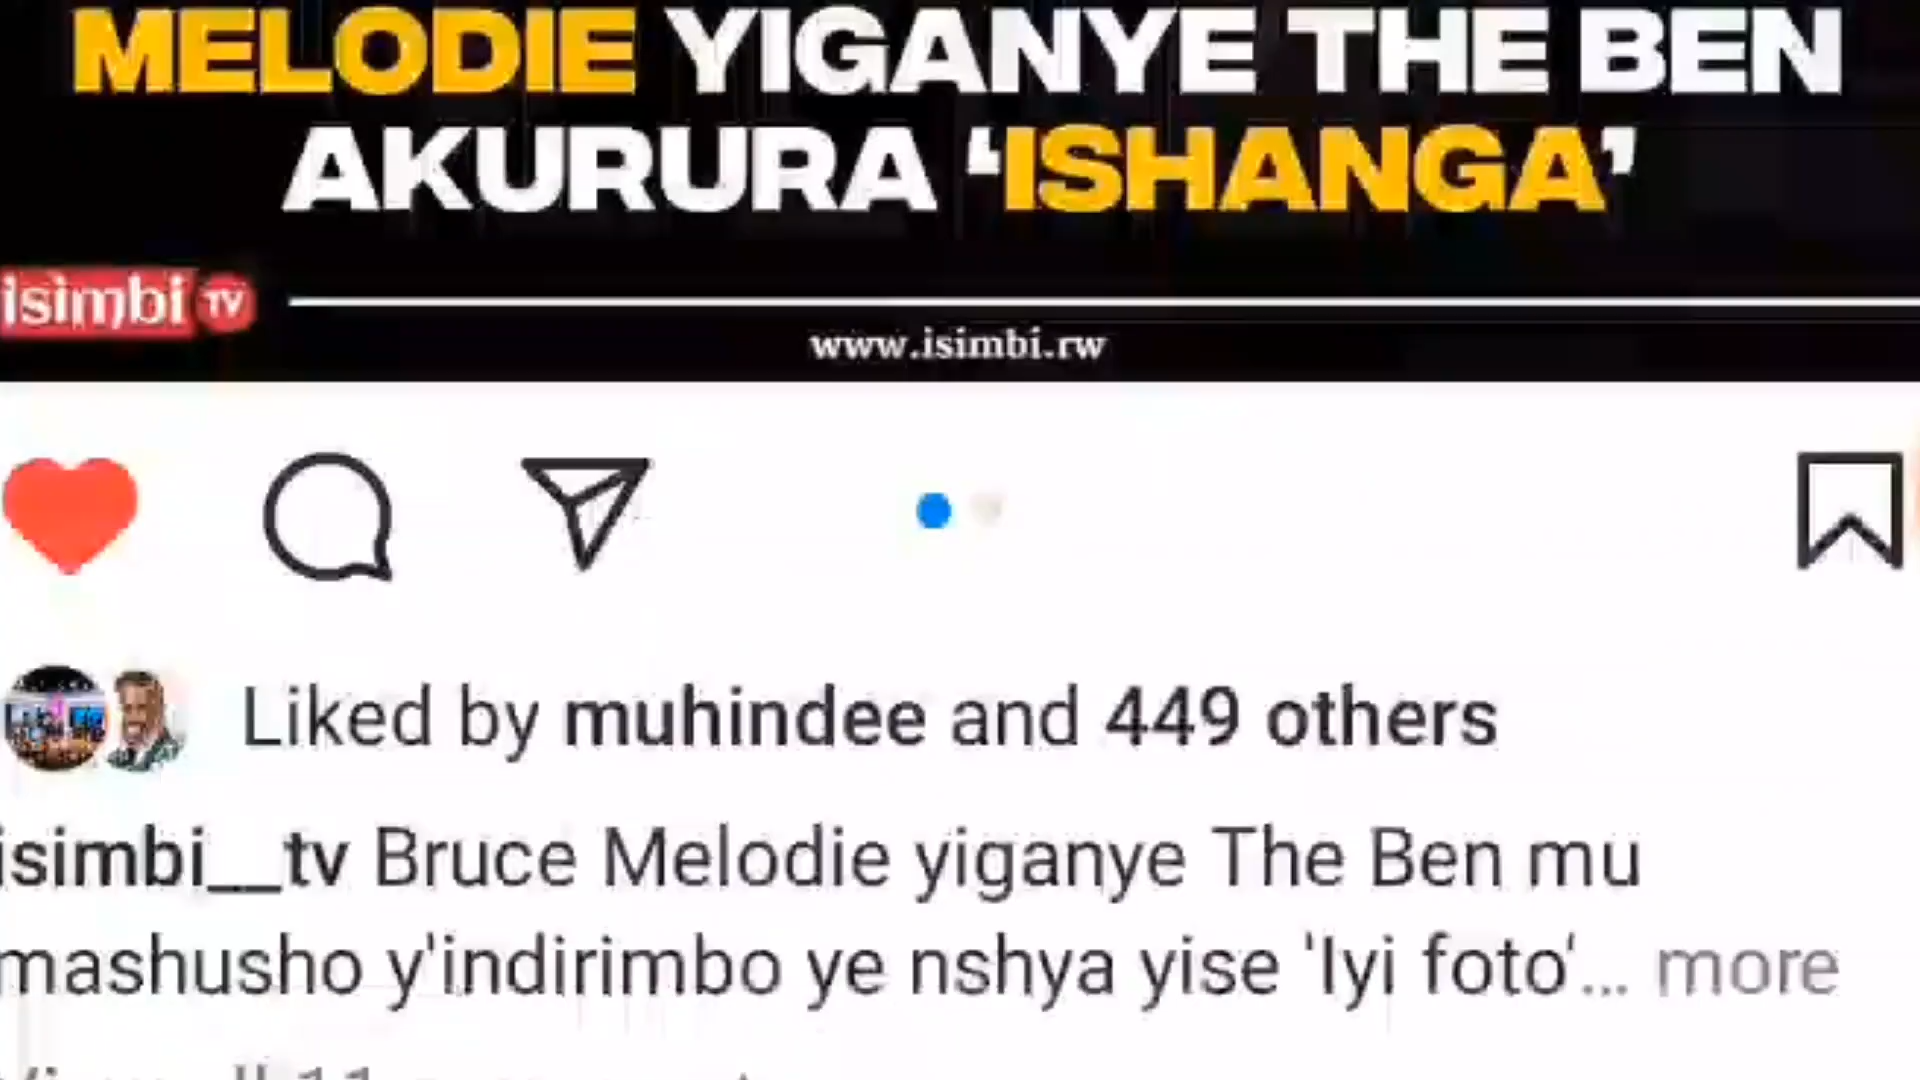 MELODIE YIGANYE THE BEN
AKURURA ‘ISHANGA’
isimbi TV
www.isimbi.rw
Liked by muhindee and 449 others
isimbi__tv Bruce Melodie yiganye The Ben mu
mashusho y'indirimbo ye nshya yise 'Iyi foto'... more